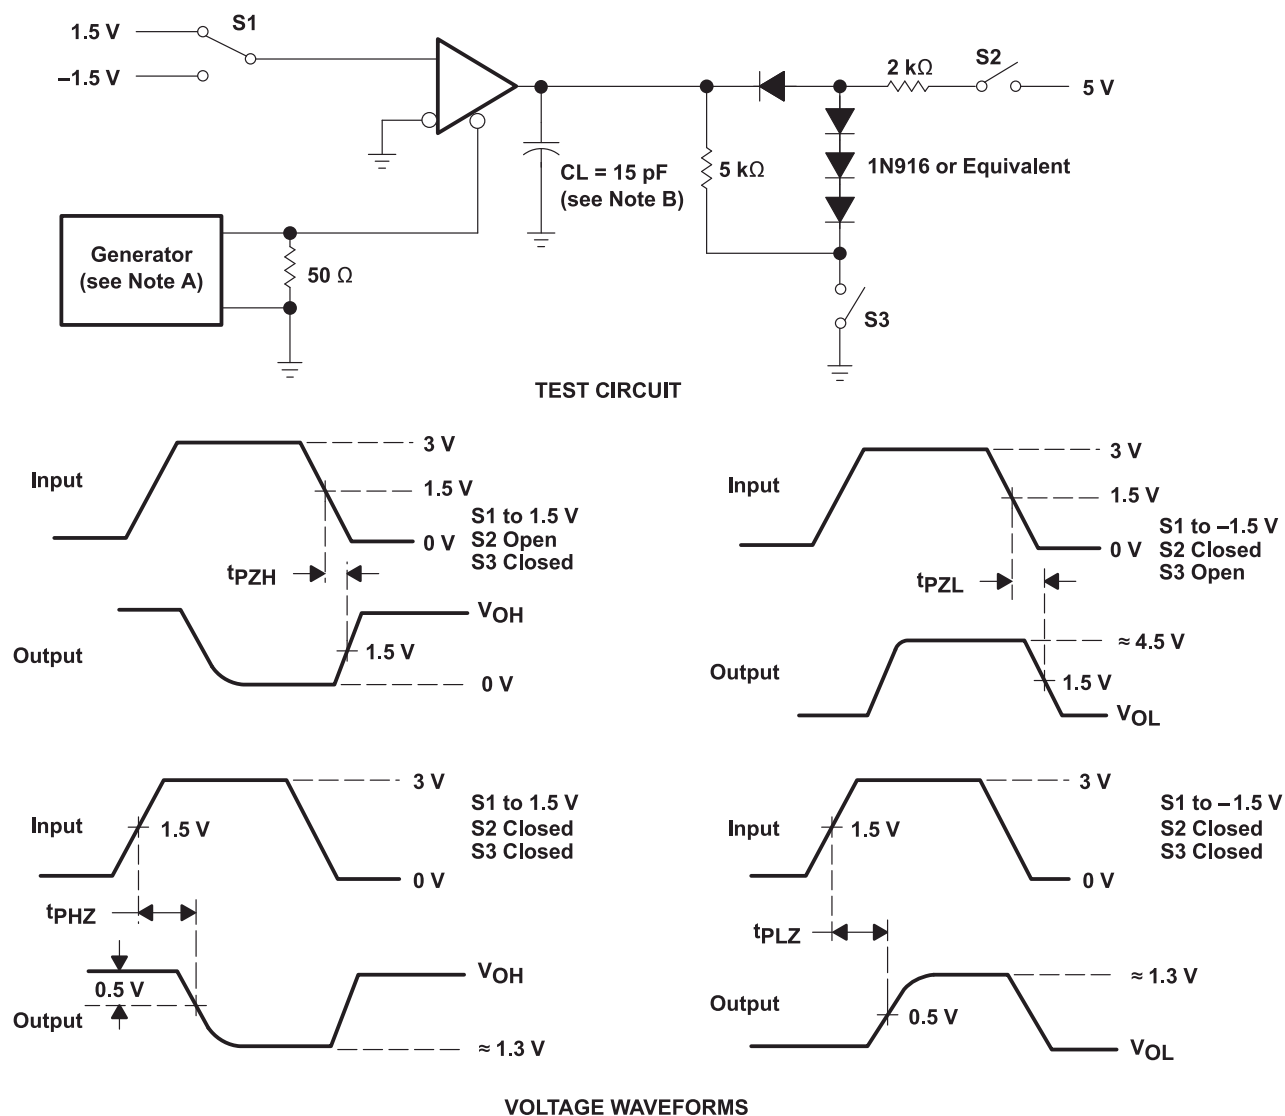 1.5 V
S1
–1.5 V
2 kΩ
S2
5 V
CL = 15 pF
(see Note B)
5 kΩ
1N916 or Equivalent
Generator
(see Note A)
50 Ω
S3
TEST CIRCUIT
Input
3 V
1.5 V
0 V
S1 to 1.5 V
S2 Open
S3 Closed
tPZH
Output
VOH
1.5 V
0 V
Input
3 V
1.5 V
0 V
S1 to –1.5 V
S2 Closed
S3 Open
tPZL
Output
≈ 4.5 V
1.5 V
VOL
Input
3 V
1.5 V
0 V
S1 to 1.5 V
S2 Closed
S3 Closed
tPHZ
0.5 V
Output
VOH
≈ 1.3 V
Input
3 V
1.5 V
0 V
S1 to –1.5 V
S2 Closed
S3 Closed
tPLZ
Output
≈ 1.3 V
0.5 V
VOL
VOLTAGE WAVEFORMS